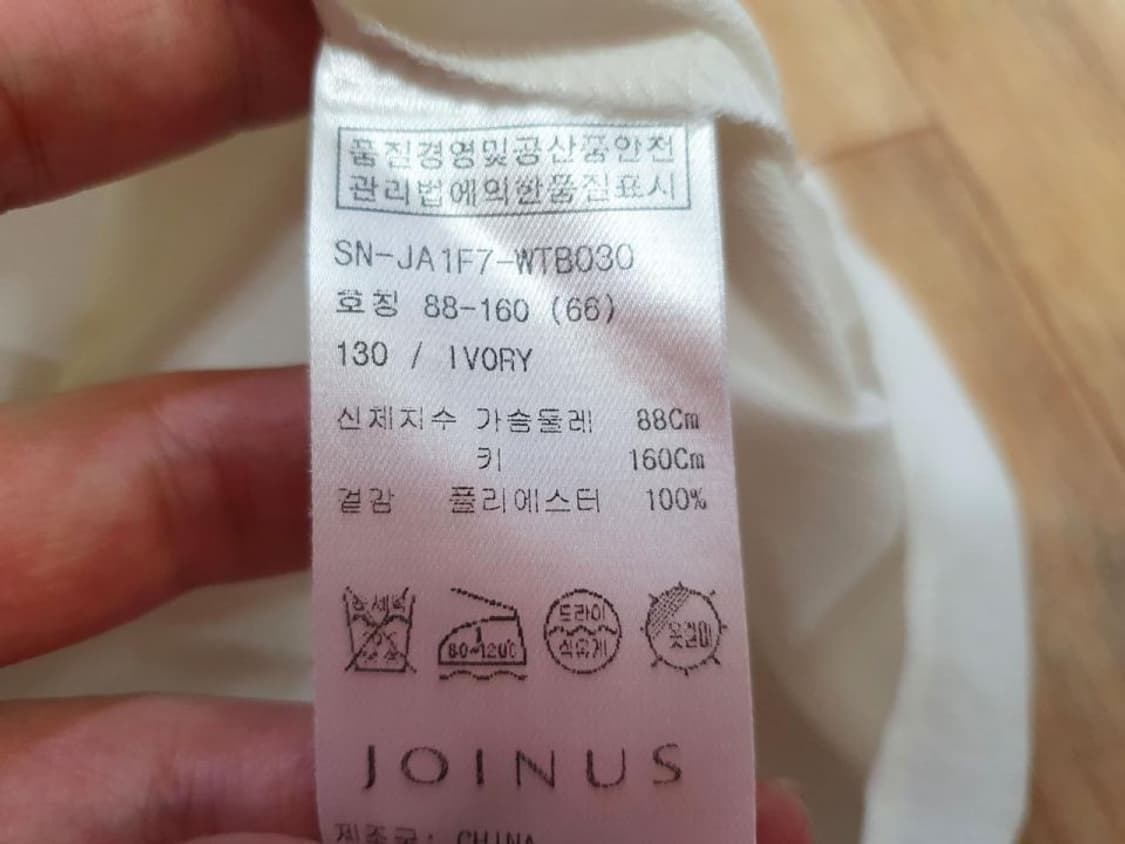 품질경영및공산품안전
관리법에의한품질표시
SN-JA1F7-WTB030
호칭 88-160 (66)
130 / IVORY
신체치수 가슴둘레 88Cm
키 160Cm
겉감 폴리에스터 100%
80~120℃
드라이
석유계
옷걸이
JOINUS
제조국: CHINA